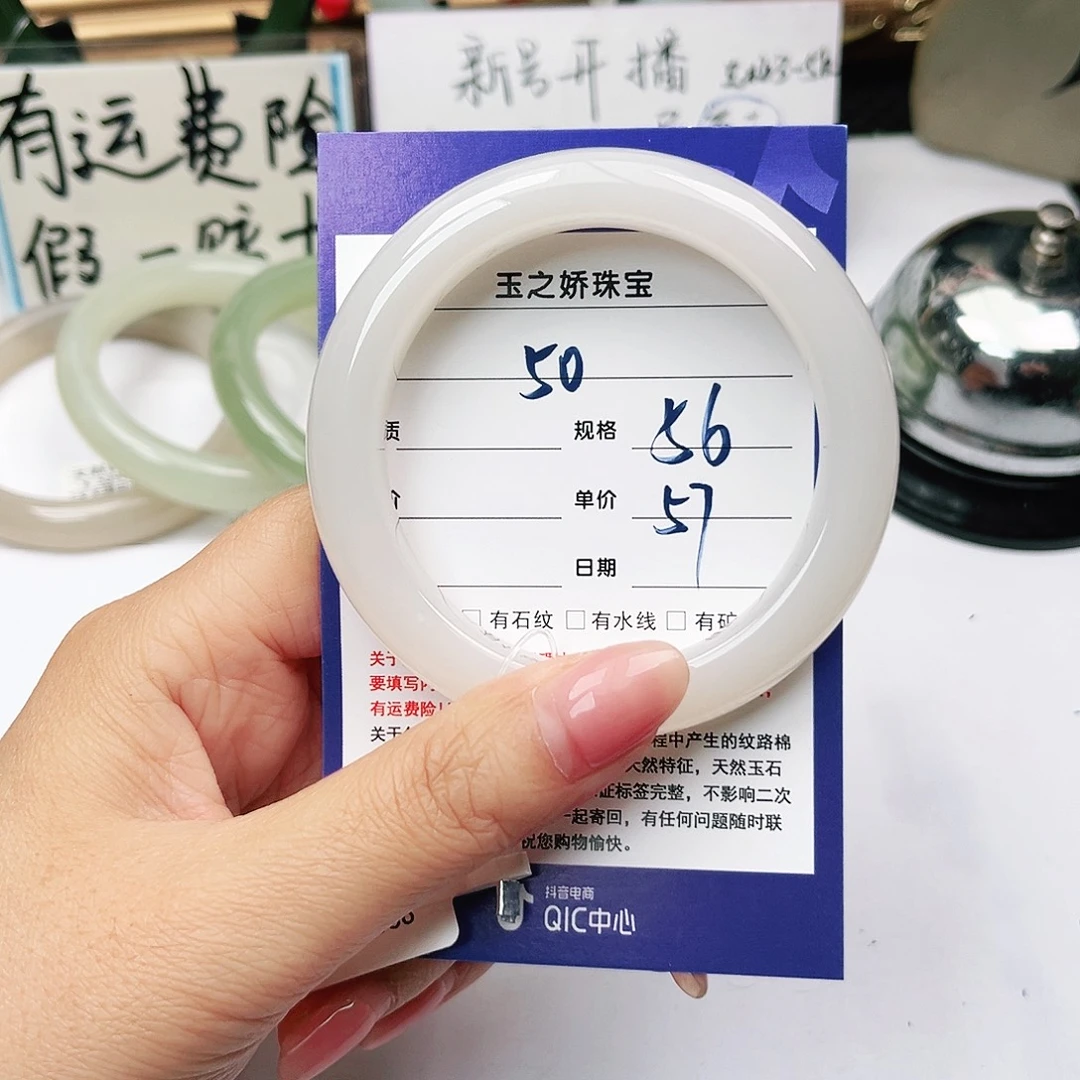 有运费险
假一赔十
新号开播
玉之娇珠宝
50
质
规格 56
价
单价 57
日期
□有石纹 □有水线 □有矿
关于
要填写内
有运费险!
关于
程中产生的纹路棉
天然特征，天然玉石
证标签完整，不影响二次
一起寄回，有任何问题随时联
祝您购物愉快。
抖音电商
QIC中心